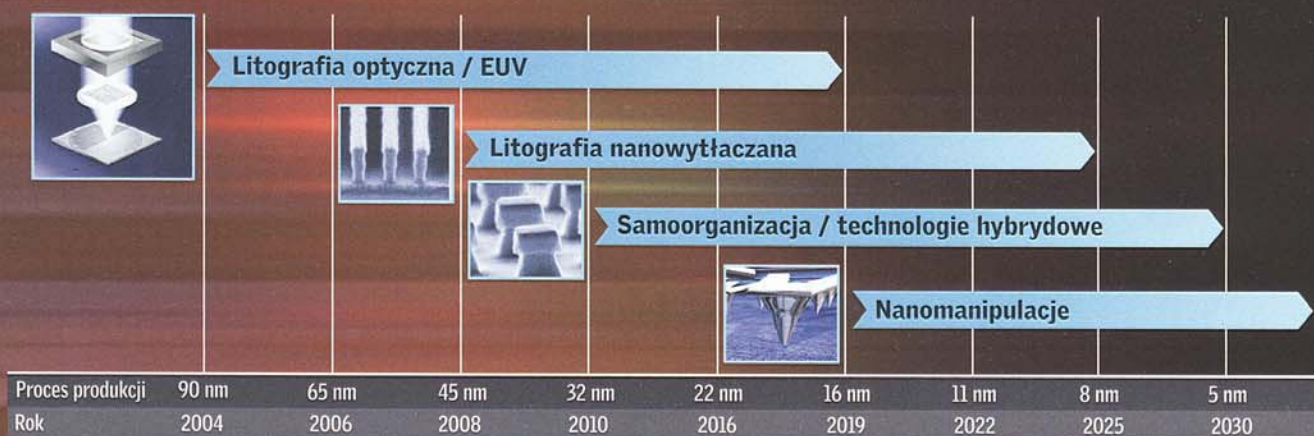 Litografia optyczna / EUV
Litografia nanowytłaczana
Samoorganizacja / technologie hybrydowe
Nanomanipulacje
Proces produkcji 90 nm 65 nm 45 nm 32 nm 22 nm 16 nm 11 nm 8 nm 5 nm
Rok 2004 2006 2008 2010 2016 2019 2022 2025 2030